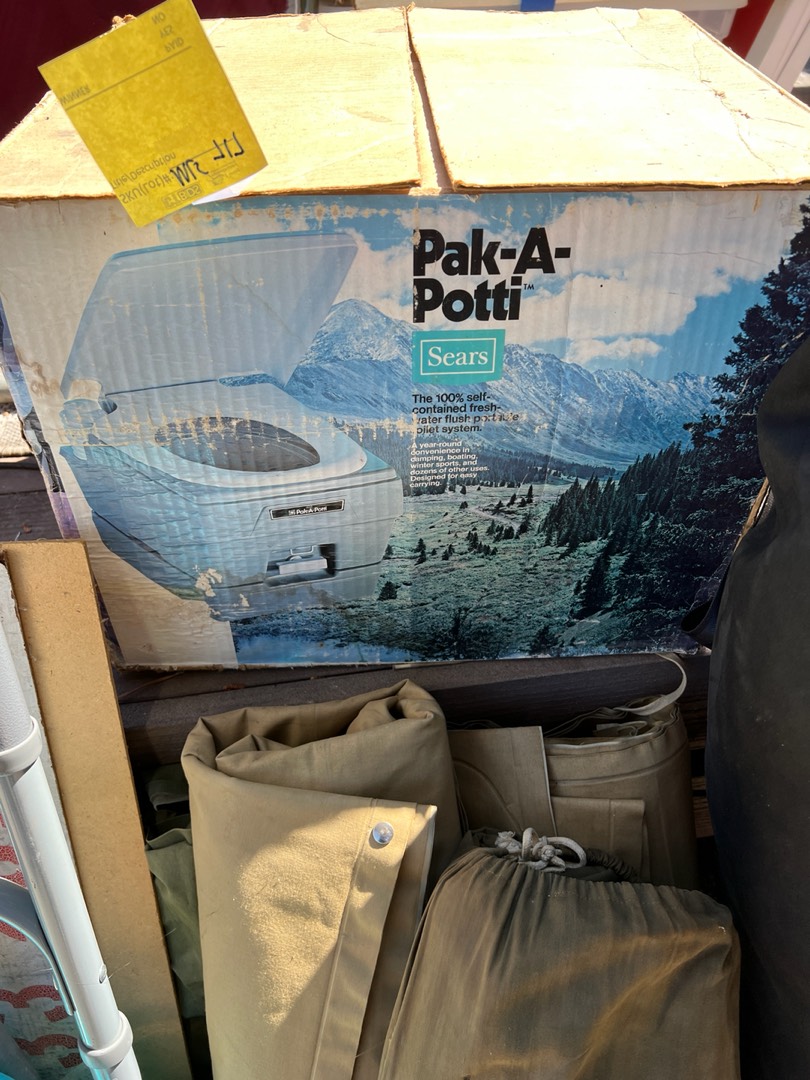 Pak-A-
Potti™
Sears
The 100% self-
contained fresh-
water flush portable
toilet system.
A year-round
convenience in
camping, boating,
winter sports, and
dozens of other uses.
Designed for easy
carrying.
Pak-A-Potti